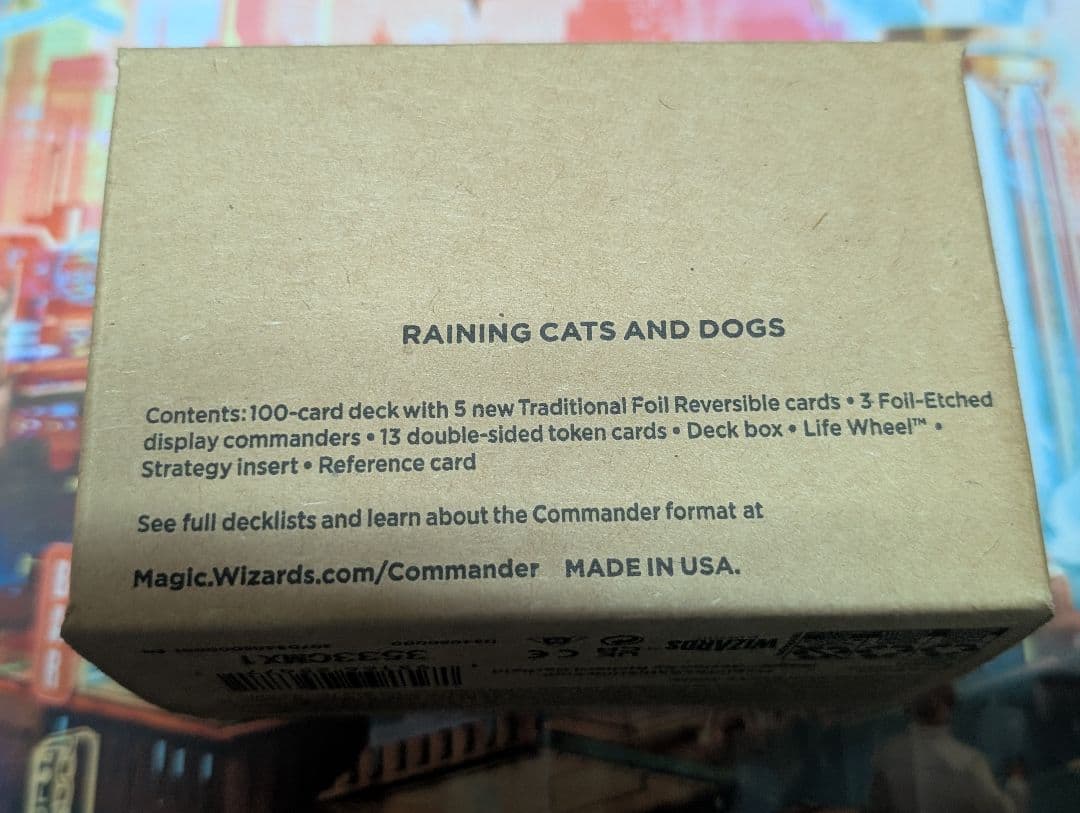 RAINING CATS AND DOGS
Contents: 100-card deck with 5 new Traditional Foil Reversible cards • 3 Foil-Etched
display commanders • 13 double-sided token cards • Deck box • Life Wheel™ •
Strategy insert • Reference card
See full decklists and learn about the Commander format at
Magic.Wizards.com/Commander MADE IN USA.
WIZARDS